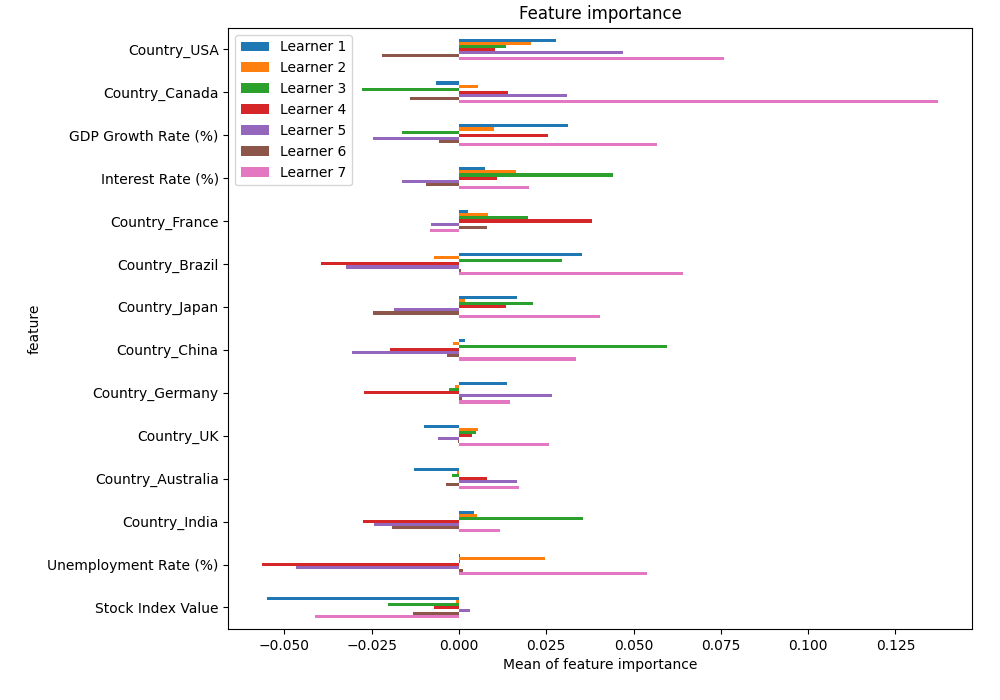 Feature importance
Learner 1
Learner 2
Learner 3
Learner 4
Learner 5
Learner 6
Learner 7
feature
Country_USA
Country_Canada
GDP Growth Rate (%)
Interest Rate (%)
Country_France
Country_Brazil
Country_Japan
Country_China
Country_Germany
Country_UK
Country_Australia
Country_India
Unemployment Rate (%)
Stock Index Value
−0.050 −0.025 0.000 0.025 0.050 0.075 0.100 0.125
Mean of feature importance